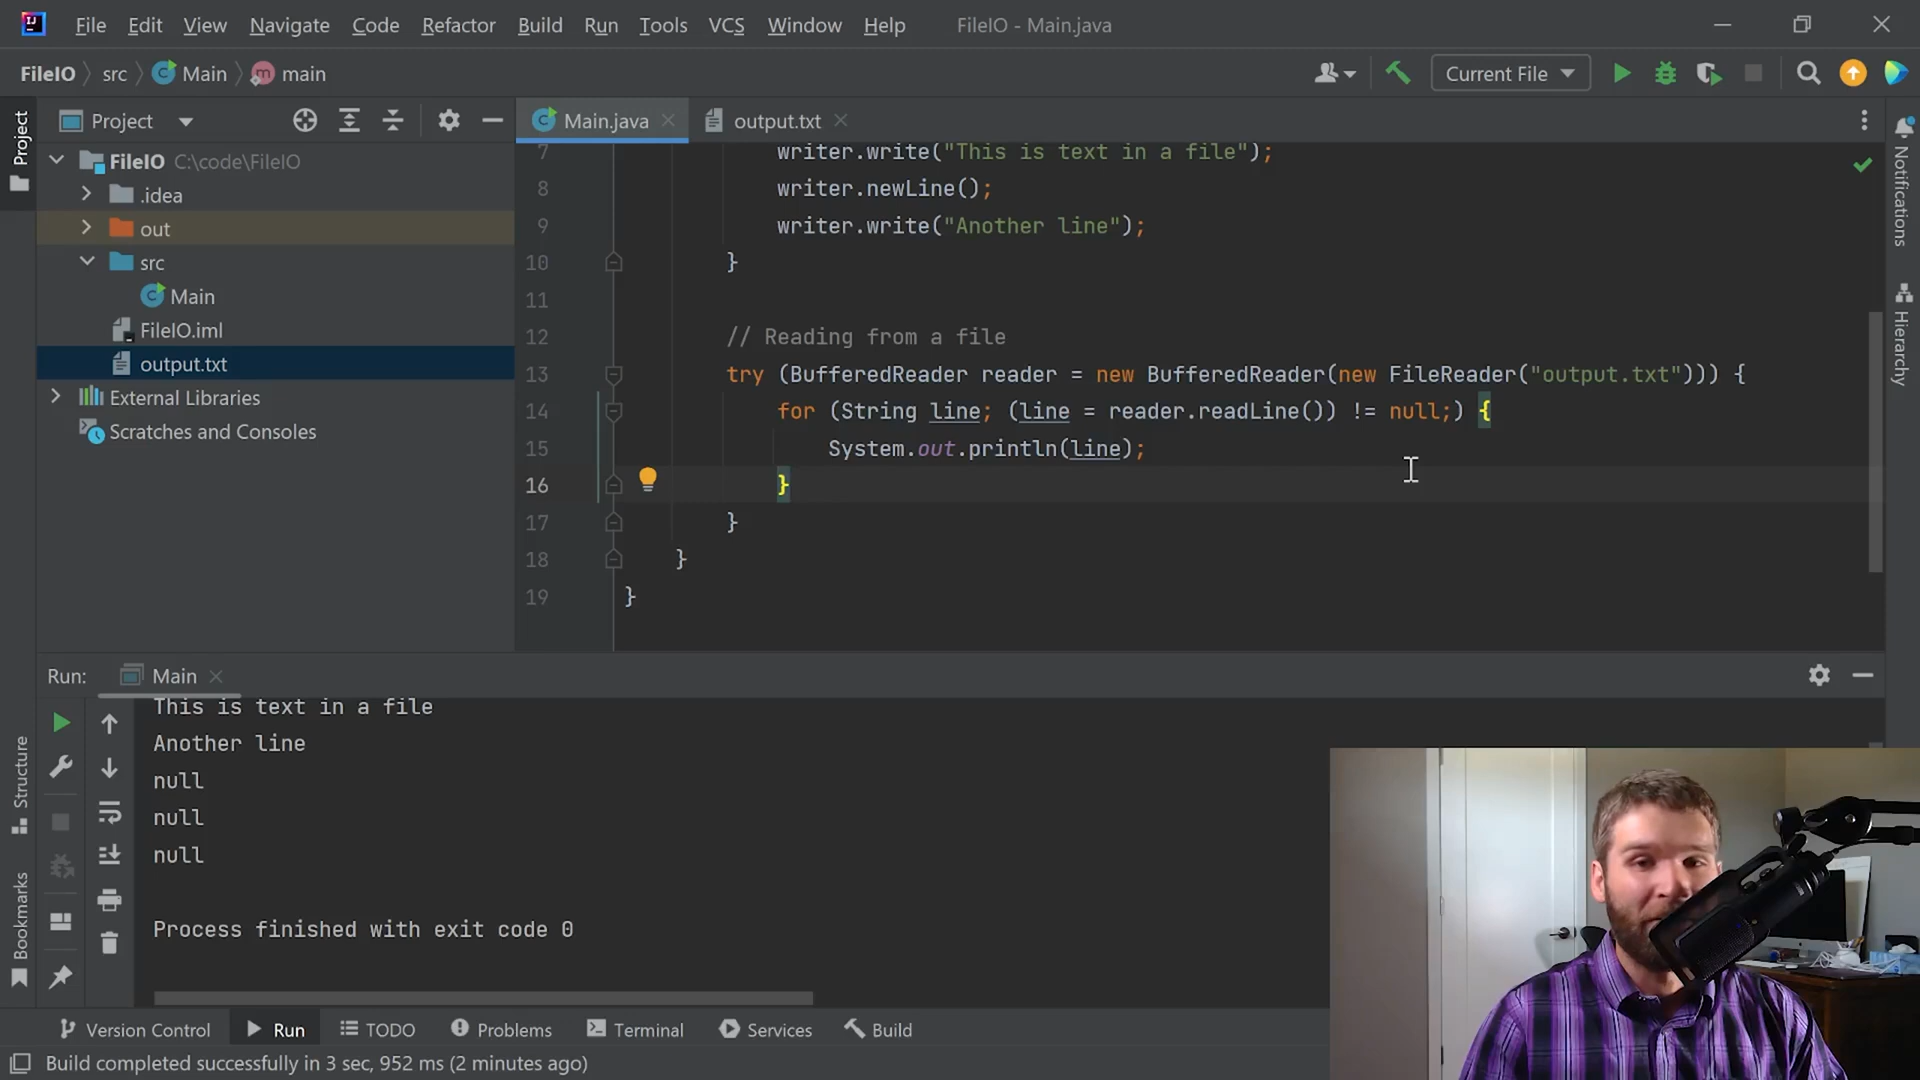 File Edit View Navigate Code Refactor Build Run Tools VCS Window Help FileIO - Main.java
FileIO src Main main Current File
Project
Project Main.java output.txt
FileIO C:\code\FileIO
.idea
out
src
Main
FileIO.iml
output.txt
External Libraries
Scratches and Consoles
7 writer.write("This is text in a file");
8 writer.newLine();
9 writer.write("Another line");
10 }
11
12 // Reading from a file
13 try (BufferedReader reader = new BufferedReader(new FileReader("output.txt"))) {
14 for (String line; (line = reader.readLine()) != null;) {
15 System.out.println(line);
16 }
17 }
18 }
19 }
Notifications
Hierarchy
Run: Main
This is text in a file
Another line
null
null
null
Process finished with exit code 0
Structure
Bookmarks
Version Control Run TODO Problems Terminal Services Build
Build completed successfully in 3 sec, 952 ms (2 minutes ago)